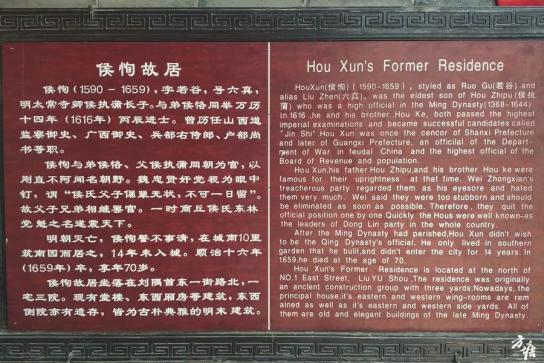 侯恂故居
侯恂(1590-1659),字若谷,号六真,
明太常寺卿侯执蒲长子。与弟侯恪同举万历
十四年(1616年)丙辰进士。曾历任山西道
监察御史、广西御史、兵部右侍郎、户部尚
书等职。
侯恂与弟侯恪、父侯执蒲同朝为官,以
刚直不阿闻名朝野。魏忠贤奸党视为眼中
钉,谓“侯氏父子倔犟无状,不可一日留”。
故父子兄弟相继罢官。一时商丘侯氏东林
党魁之名遂震天下。
明朝灭亡,侯恂誓不事清,在城南10里
筑南园而居之,14年未入城。顺治十六年
(1659年)卒,享年70岁。
侯恂故居坐落在刘隅首东一街路北,一
宅三院。现有堂楼、东西厢房等建筑,东西
侧院亦有遗存,皆为古朴典雅的明末建筑。
Hou Xun's Former Residence
HouXun(侯恂) (1590-1659), styled as Ruo Gu(若谷) and
alias Liu Zhen(六真), was the eldest son of Hou Zhipu(侯执
蒲) who was a high official in the Ming Dynasty(1368-1644)
In 1616 ,he and his brother ,Hou Ke, both passed the highest
imperial examinations and became successful candidates called
"Jin Shi".Hou Xun was once the cencor of Shanxi Prefecture
and later of Guangxi Prefecture, an officilal of the Depart-
ment of War in feudal China and the highest official of the
Board of Revenue and population.
Hou Xun,his father Hou Zhipu,and his brother Hou ke were
famous for their uprightness at thar time. Wei Zhongxian's
treacherous party regarded them as his eyesore and hated
them very much. Wei said they were too stubborn and should
be eliminated as soon as possible. Therefore, they quit the
official position one by one.Quickly the Hous were well known-as
the leaders of Dong Lin party in the whole country.
After the Ming Dynasty had perished,Hou Xun didn't wish
to be the Qing Dynasty's official. He only lived in southern
garden that he bulit,and didn't enter the city for 14 years. In
1659,he died at the age of 70.
Hou Xun's Former Residence is located at the north of
NO.1 East Street, Liu YU Shou .The residence was originally
an ancient construction group with three yards.Nowadays, the
principal house,it's eastern and western wing-rooms are rem
ained as well as it's eastern and western side yards. All of
them are old and elegant buildings of the late Ming Dynasty.